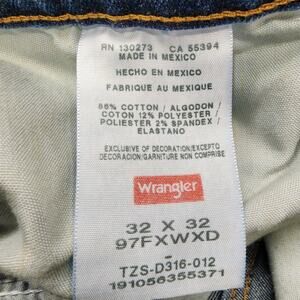 RN 130273 CA 55394
MADE IN MEXICO
HECHO EN MEXICO
FABRIQUE AU MEXIQUE
86% COTTON / ALGODON /
COTON 12% POLYESTER /
POLIESTER 2% SPANDEX /
ELASTANO
EXCLUSIVE OF DECORATION/EXCEPTO
DECORACION/GARNITURE NON COMPRISE
Wrangler
32 X 32
97FXWXD
-
TZS-D316-012
191056355371